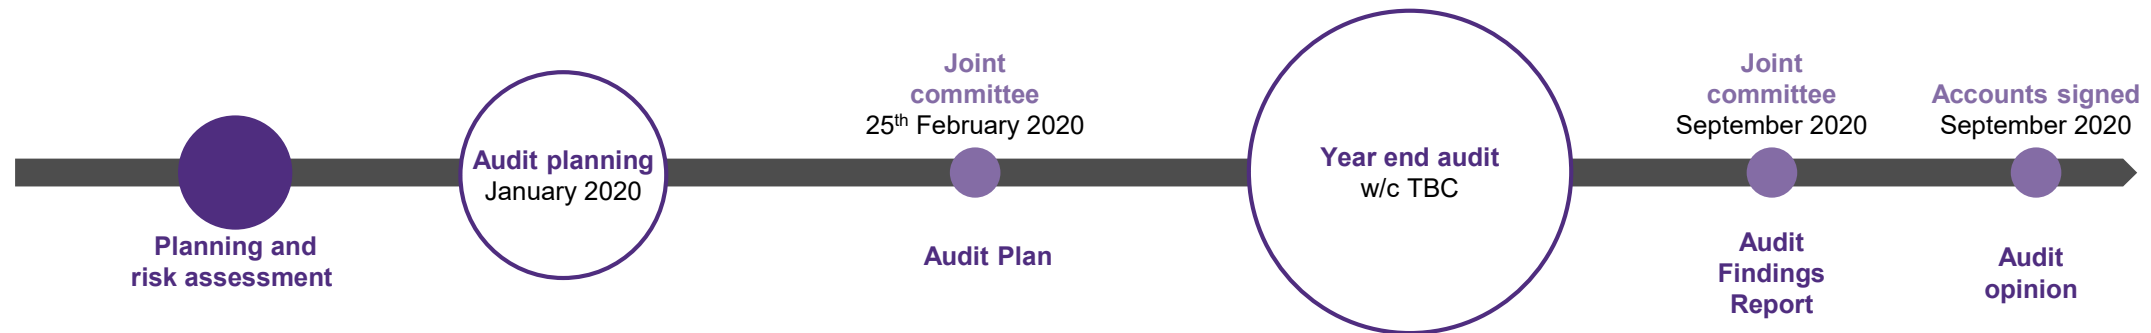 Planning and
risk assessment
Audit planning
January 2020
Joint
committee
25th February 2020
Audit Plan
Year end audit
w/c TBC
Joint
committee
September 2020
Audit
Findings
Report
Accounts signed
September 2020
Audit
opinion